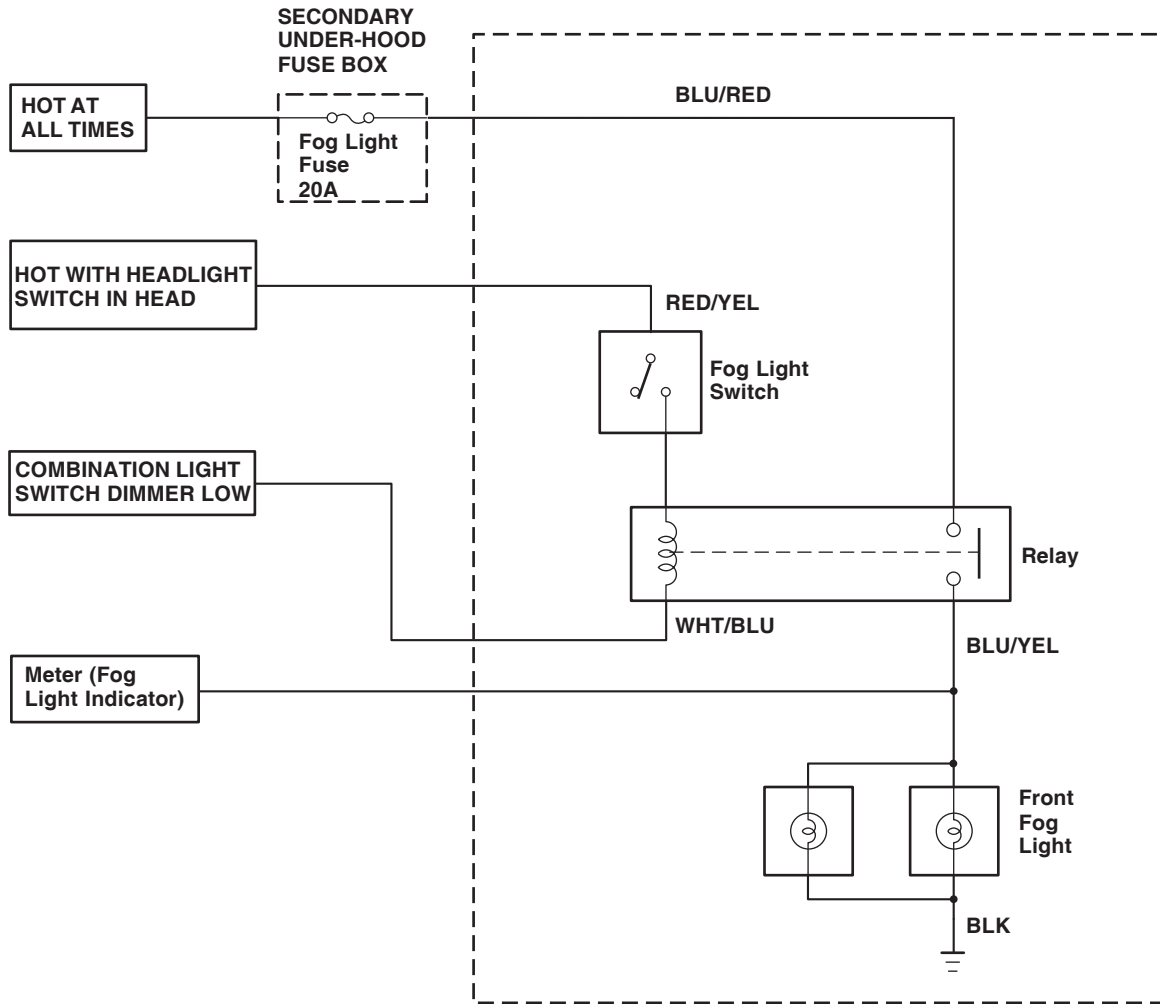 SECONDARY
UNDER-HOOD
FUSE BOX
HOT AT
ALL TIMES
BLU/RED
Fog Light
Fuse
20A
HOT WITH HEADLIGHT
SWITCH IN HEAD
RED/YEL
Fog Light
Switch
COMBINATION LIGHT
SWITCH DIMMER LOW
Relay
WHT/BLU
BLU/YEL
Meter (Fog
Light Indicator)
Front
Fog
Light
BLK